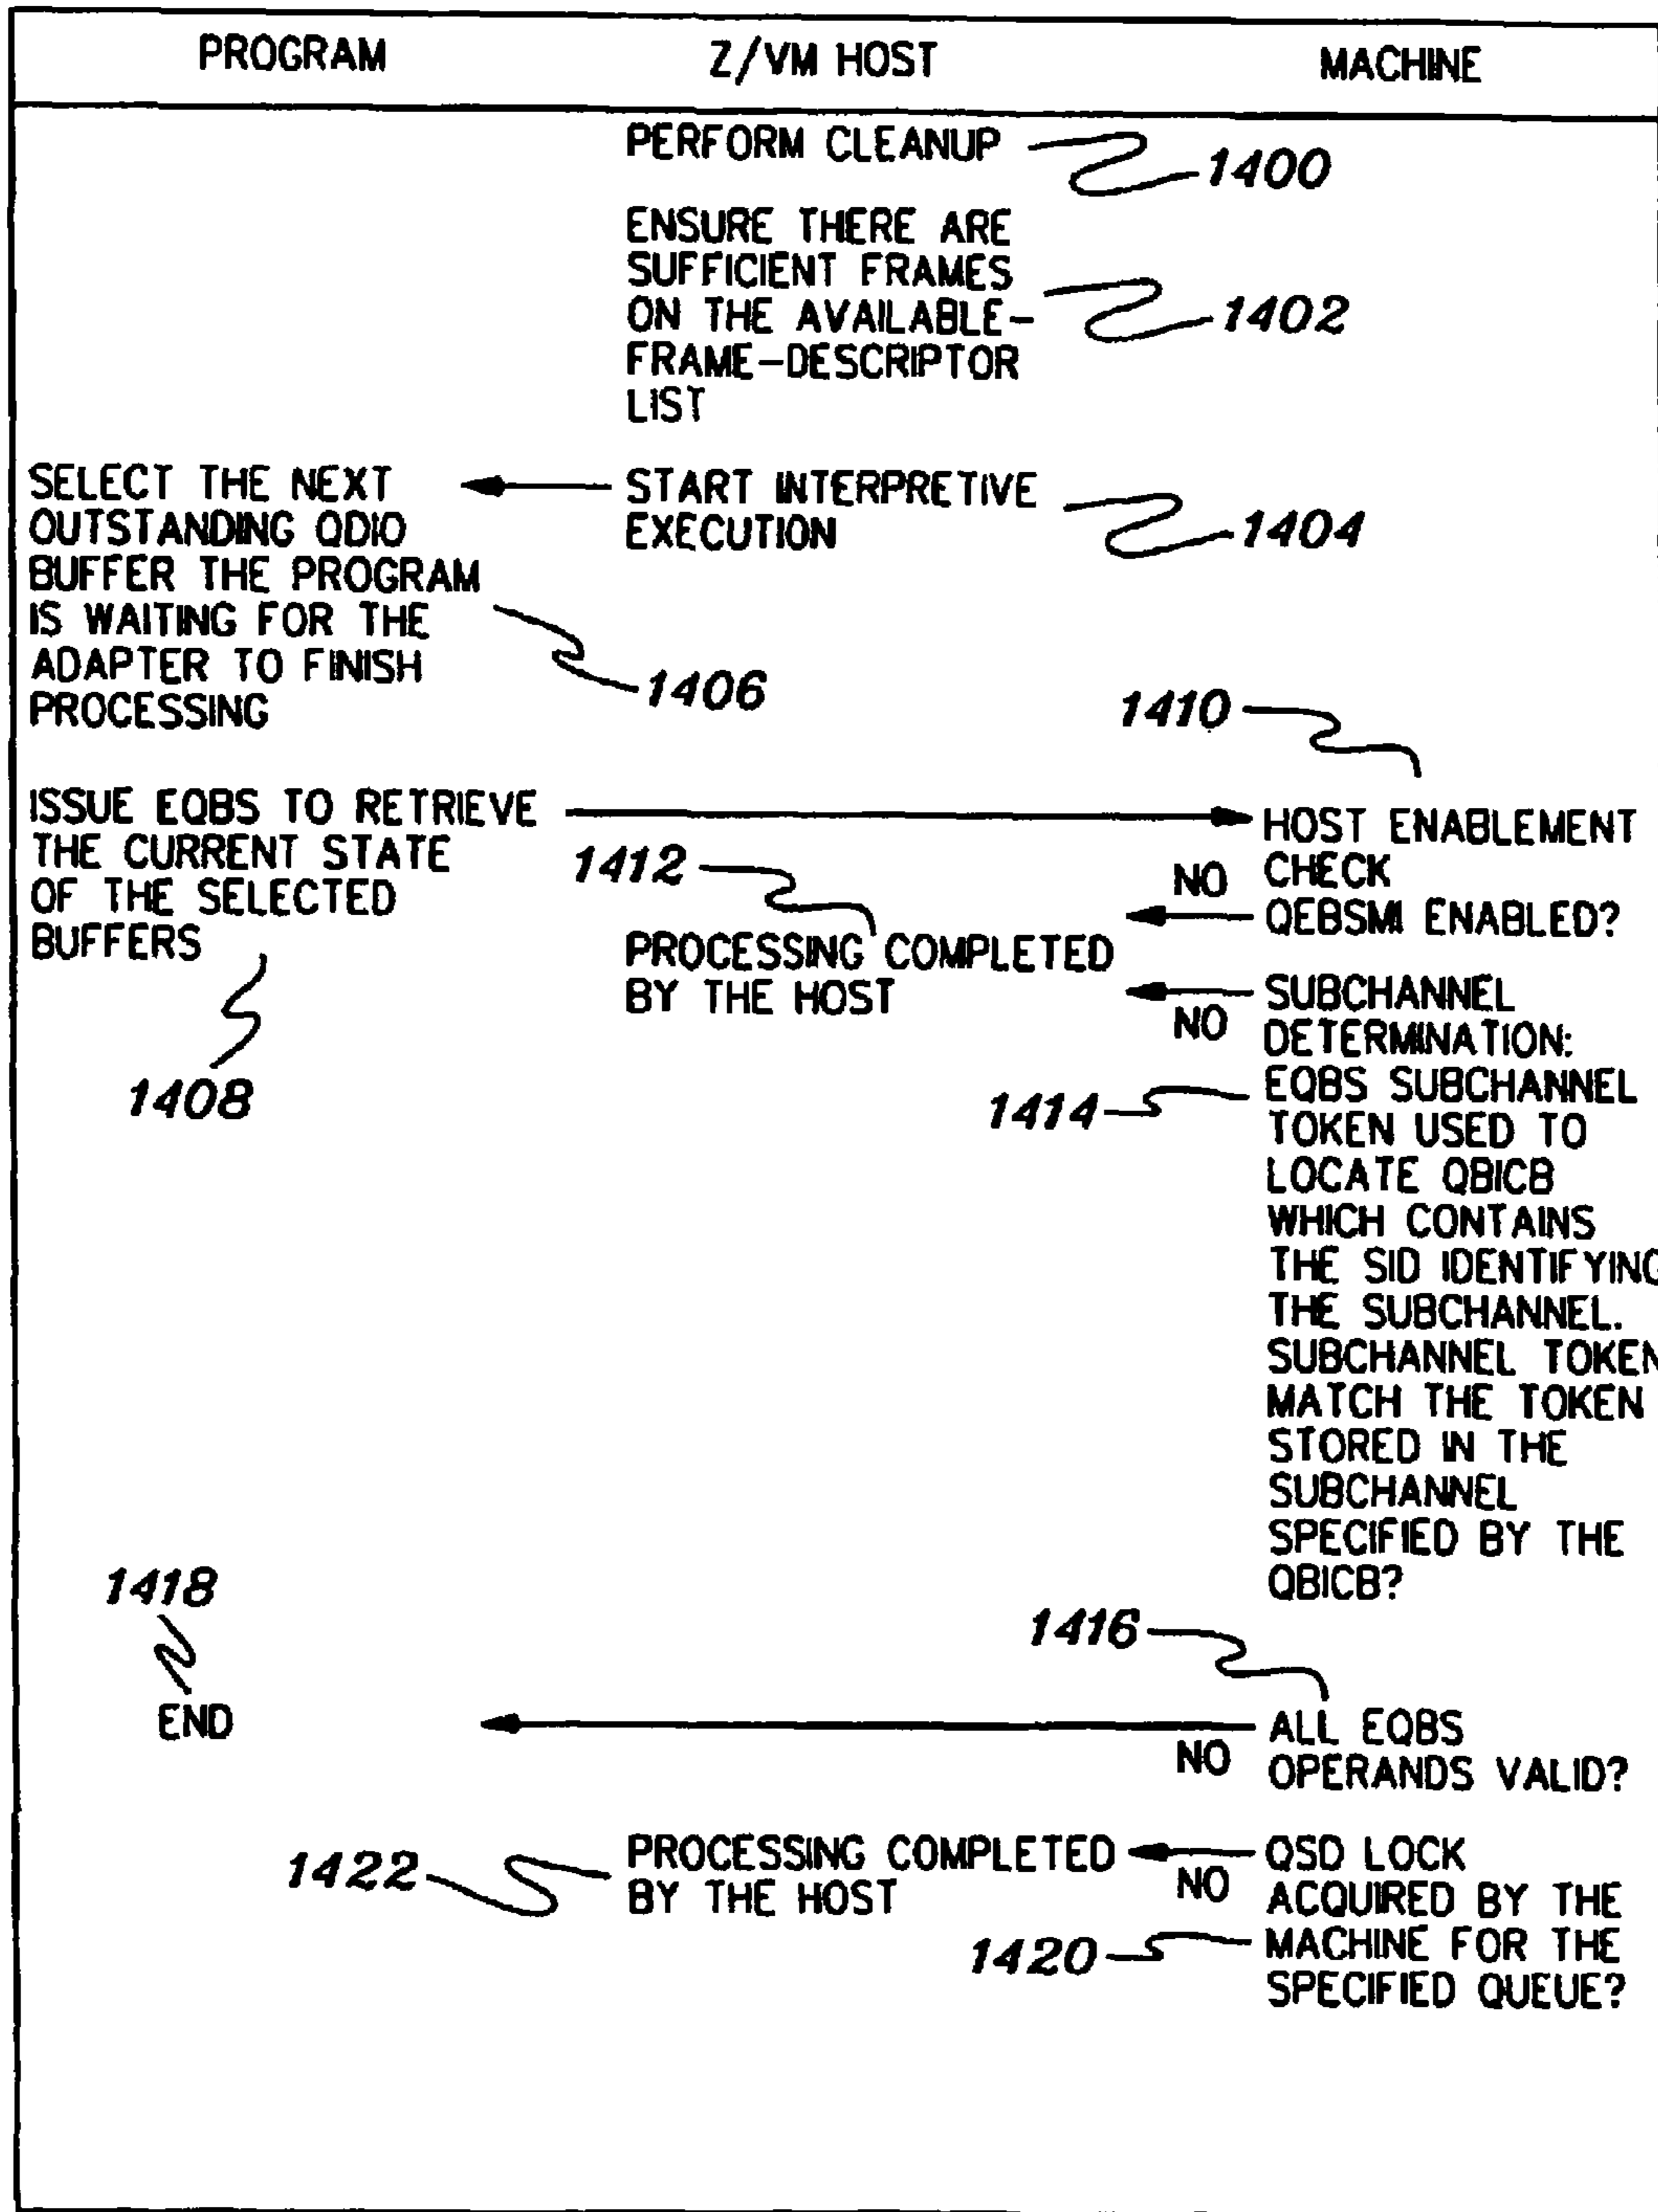 PROGRAM
Z/VM HOST
MACHINE
PERFORM CLEANUP
1400
ENSURE THERE ARE
SUFFICIENT FRAMES
ON THE AVAILABLE-
FRAME-DESCRIPTOR
LIST
1402
START INTERPRETIVE
EXECUTION
1404
SELECT THE NEXT
OUTSTANDING QDIO
BUFFER THE PROGRAM
IS WAITING FOR THE
ADAPTER TO FINISH
PROCESSING
1406
ISSUE EQBS TO RETRIEVE
THE CURRENT STATE
OF THE SELECTED
BUFFERS
1408
1410
HOST ENABLEMENT
CHECK
QEBSMI ENABLED?
NO
1412
PROCESSING COMPLETED
BY THE HOST
NO
SUBCHANNEL
DETERMINATION:
EQBS SUBCHANNEL
TOKEN USED TO
LOCATE QBICB
WHICH CONTAINS
THE SID IDENTIFYING
THE SUBCHANNEL.
SUBCHANNEL TOKEN
MATCH THE TOKEN
STORED IN THE
SUBCHANNEL
SPECIFIED BY THE
QBICB?
1414
1416
ALL EQBS
OPERANDS VALID?
NO
1418
END
QSD LOCK
ACQUIRED BY THE
MACHINE FOR THE
SPECIFIED QUEUE?
1420
NO
PROCESSING COMPLETED
BY THE HOST
1422